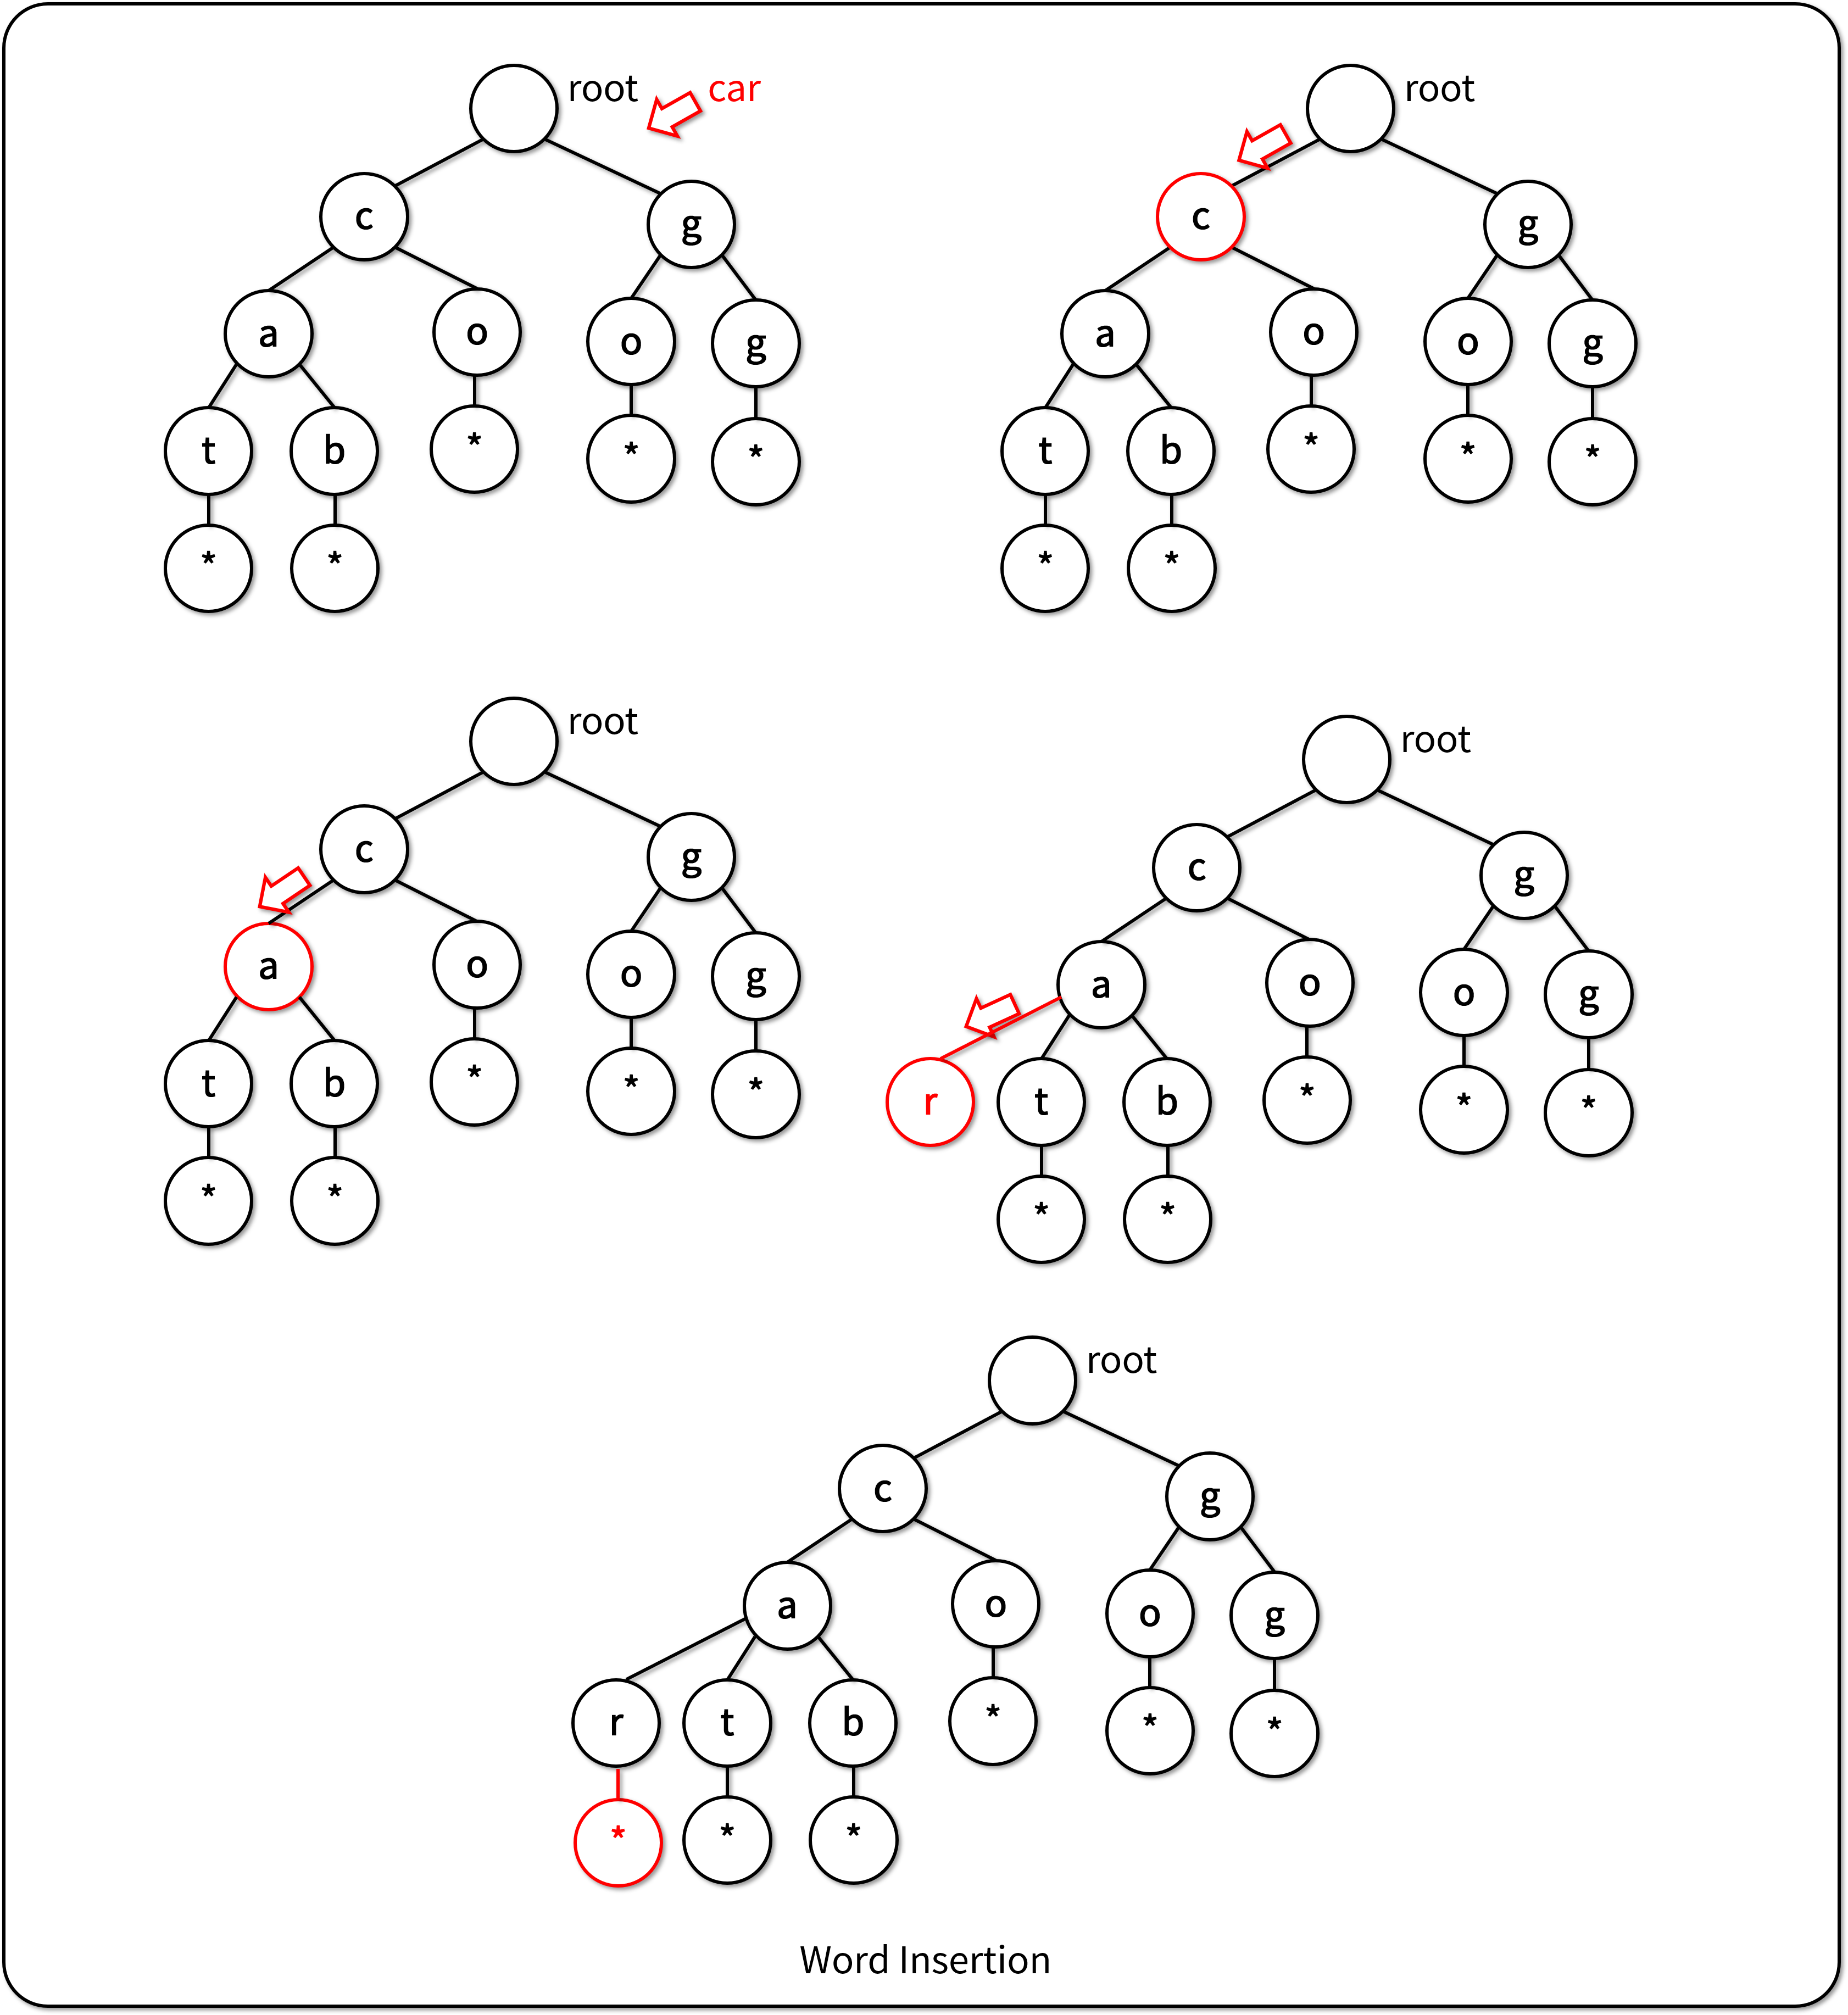 root car
c g
a o o g
t b * * *
* *
root
c g
a o o g
t b * * *
* *
root
c g
a o o g
t b * * *
* *
root
c g
a o o g
r t b * * *
* *
root
c g
a o o g
r t b * * *
* * *
Word Insertion